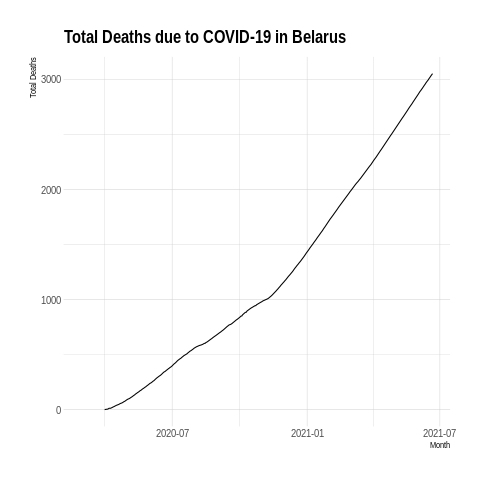 Total Deaths due to COVID-19 in Belarus
Total Deaths
3000
2000
1000
0
2020-07
2021-01
2021-07
Month